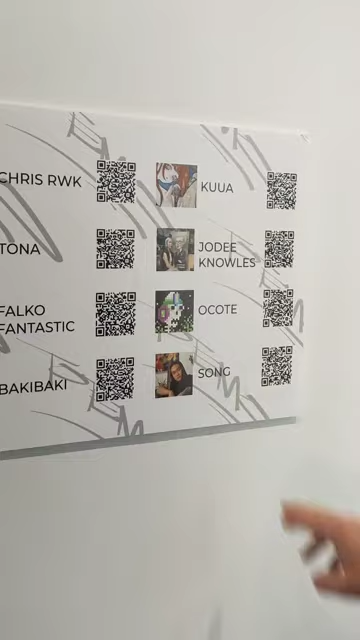 CHRIS RWK
KUUA
TONA
JODEE
KNOWLES
FALKO
FANTASTIC
OCOTE
BAKIBAKI
SONG